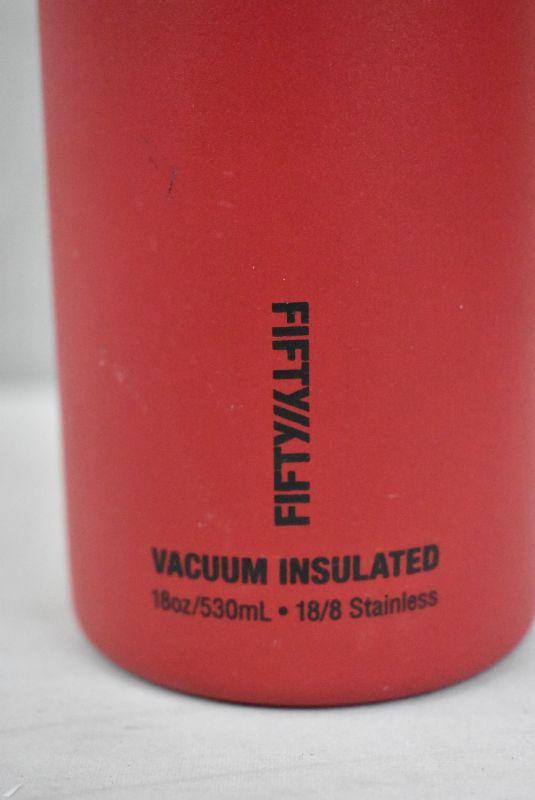 FIFTY//FIFTY
VACUUM INSULATED
18oz/530mL • 18/8 Stainless